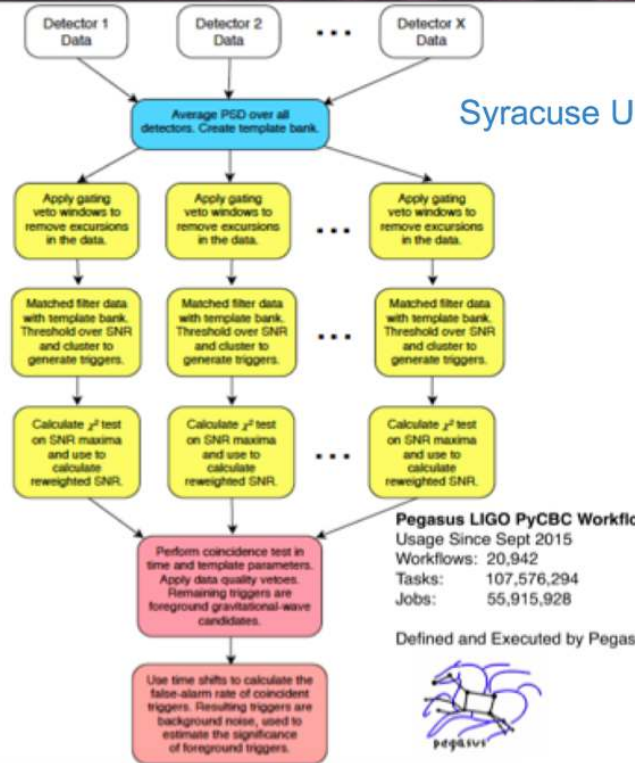 Detector 1
Data
Detector 2
Data
Detector X
Data
Average PSD over all
detectors. Create template bank.
Syracuse U
Apply gating
veto windows to
remove excursions
in the data.
Apply gating
veto windows to
remove excursions
in the data.
Apply gating
veto windows to
remove excursions
in the data.
Matched filter data
with template bank.
Threshold over SNR
and cluster to
generate triggers.
Matched filter data
with template bank.
Threshold over SNR
and cluster to
generate triggers.
Matched filter data
with template bank.
Threshold over SNR
and cluster to
generate triggers.
Calculate χ² test
on SNR maxima
and use to
calculate
reweighted SNR.
Calculate χ² test
on SNR maxima
and use to
calculate
reweighted SNR.
Calculate χ² test
on SNR maxima
and use to
calculate
reweighted SNR.
Perform coincidence test in
time and template parameters.
Apply data quality vetoes.
Remaining triggers are
foreground gravitational-wave
candidates.
Use time shifts to calculate the
false-alarm rate of coincident
triggers. Resulting triggers are
background noise, used to
estimate the significance
of foreground triggers.
Pegasus LIGO PyCBC Workflo
Usage Since Sept 2015
Workflows: 20,942
Tasks: 107,576,294
Jobs: 55,915,928
Defined and Executed by Pegas
pegasus